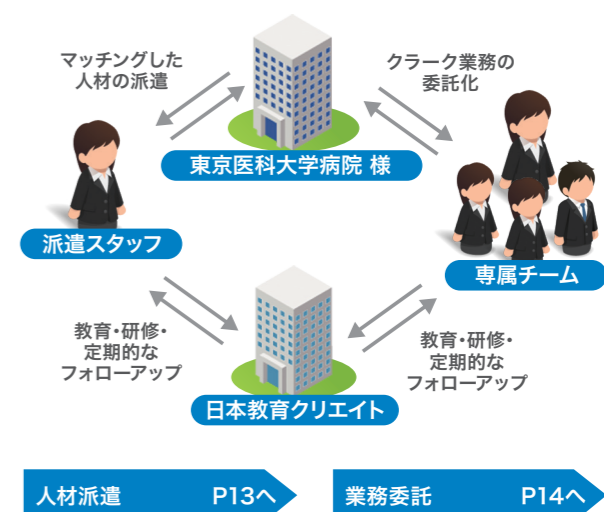 マッチングした
人材の派遣
クラーク業務の
委託化
東京医科大学病院 様
派遣スタッフ
専属チーム
教育・研修・
定期的な
フォローアップ
教育・研修・
定期的な
フォローアップ
日本教育クリエイト
人材派遣 P13へ
業務委託 P14へ